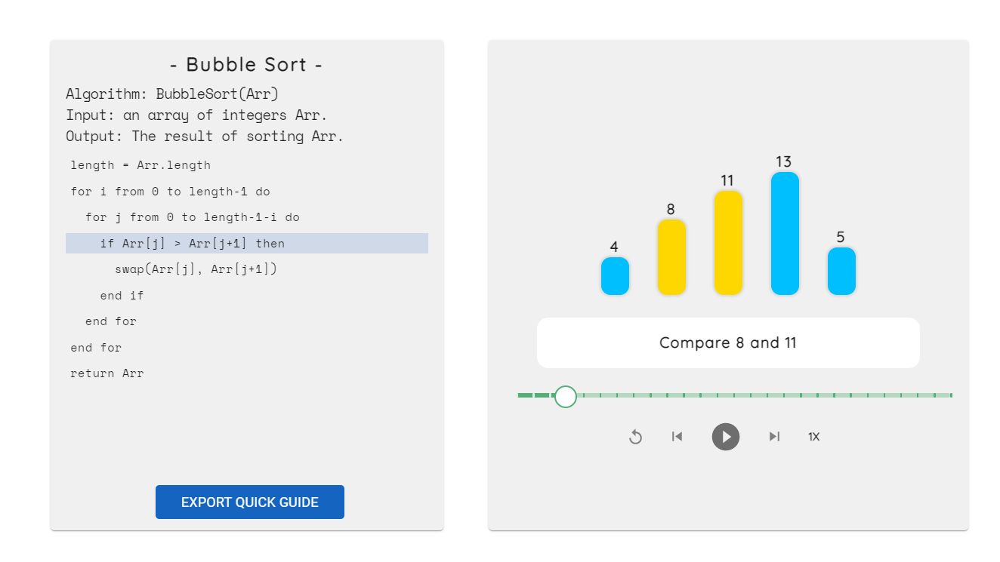 - Bubble Sort -
Algorithm: BubbleSort(Arr)
Input: an array of integers Arr.
Output: The result of sorting Arr.
length = Arr.length
for i from 0 to length-1 do
for j from 0 to length-1-i do
if Arr[j] > Arr[j+1] then
swap(Arr[j], Arr[j+1])
end if
end for
end for
return Arr
EXPORT QUICK GUIDE
13
11
8
5
4
Compare 8 and 11
1X